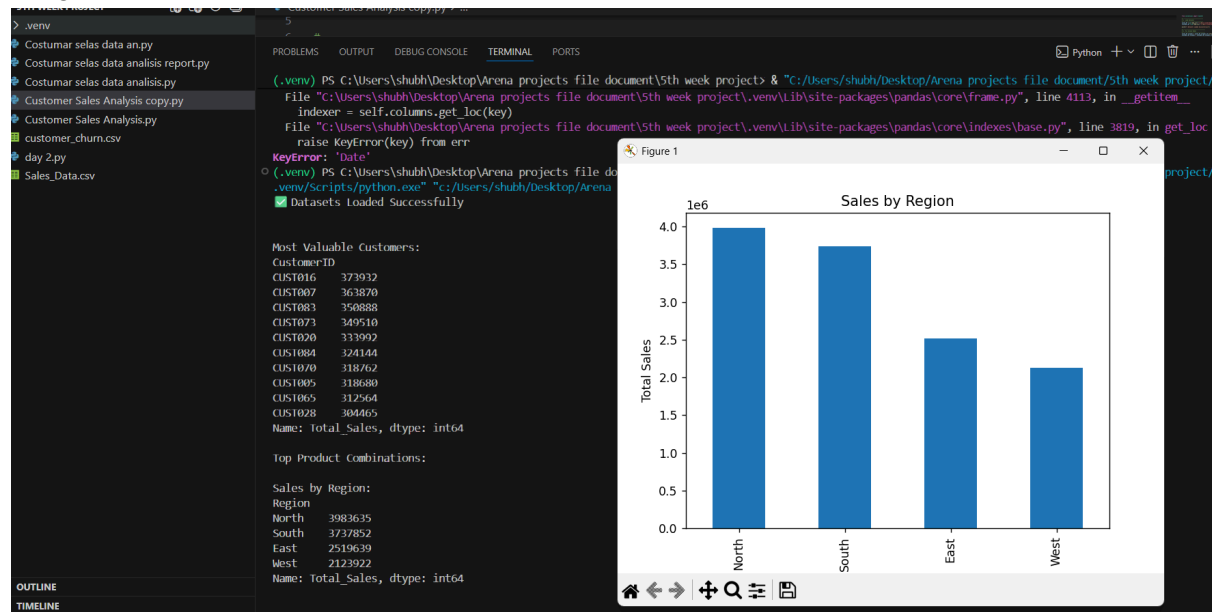 > .venv
Costumar selas data an.py
Costumar selas data analisis report.py
Costumar selas data analisis.py
Customer Sales Analysis copy.py
Customer Sales Analysis.py
customer_churn.csv
day 2.py
Sales_Data.csv
OUTLINE
TIMELINE
5
PROBLEMS OUTPUT DEBUG CONSOLE TERMINAL PORTS
Python
(.venv) PS C:\Users\shubh\Desktop\Arena projects file document\5th week project> & "C:/Users/shubh/Desktop/Arena projects file document/5th week project/
File "C:\Users\shubh\Desktop\Arena projects file document\5th week project\.venv\Lib\site-packages\pandas\core\frame.py", line 4113, in __getitem__
indexer = self.columns.get_loc(key)
File "C:\Users\shubh\Desktop\Arena projects file document\5th week project\.venv\Lib\site-packages\pandas\core\indexes\base.py", line 3819, in get_loc
raise KeyError(key) from err
KeyError: 'Date'
(.venv) PS C:\Users\shubh\Desktop\Arena projects file do
project/
.venv/Scripts/python.exe" "c:/Users/shubh/Desktop/Arena
✅ Datasets Loaded Successfully
Most Valuable Customers:
CustomerID
CUST016 373932
CUST007 363870
CUST083 350888
CUST073 349510
CUST020 333992
CUST084 324144
CUST070 318762
CUST005 318680
CUST065 312564
CUST028 304465
Name: Total_Sales, dtype: int64
Top Product Combinations:
Sales by Region:
Region
North 3983635
South 3737852
East 2519639
West 2123922
Name: Total_Sales, dtype: int64
Figure 1
Sales by Region
1e6
4.0
3.5
3.0
2.5
2.0
1.5
1.0
0.5
0.0
Total Sales
North
South
East
West